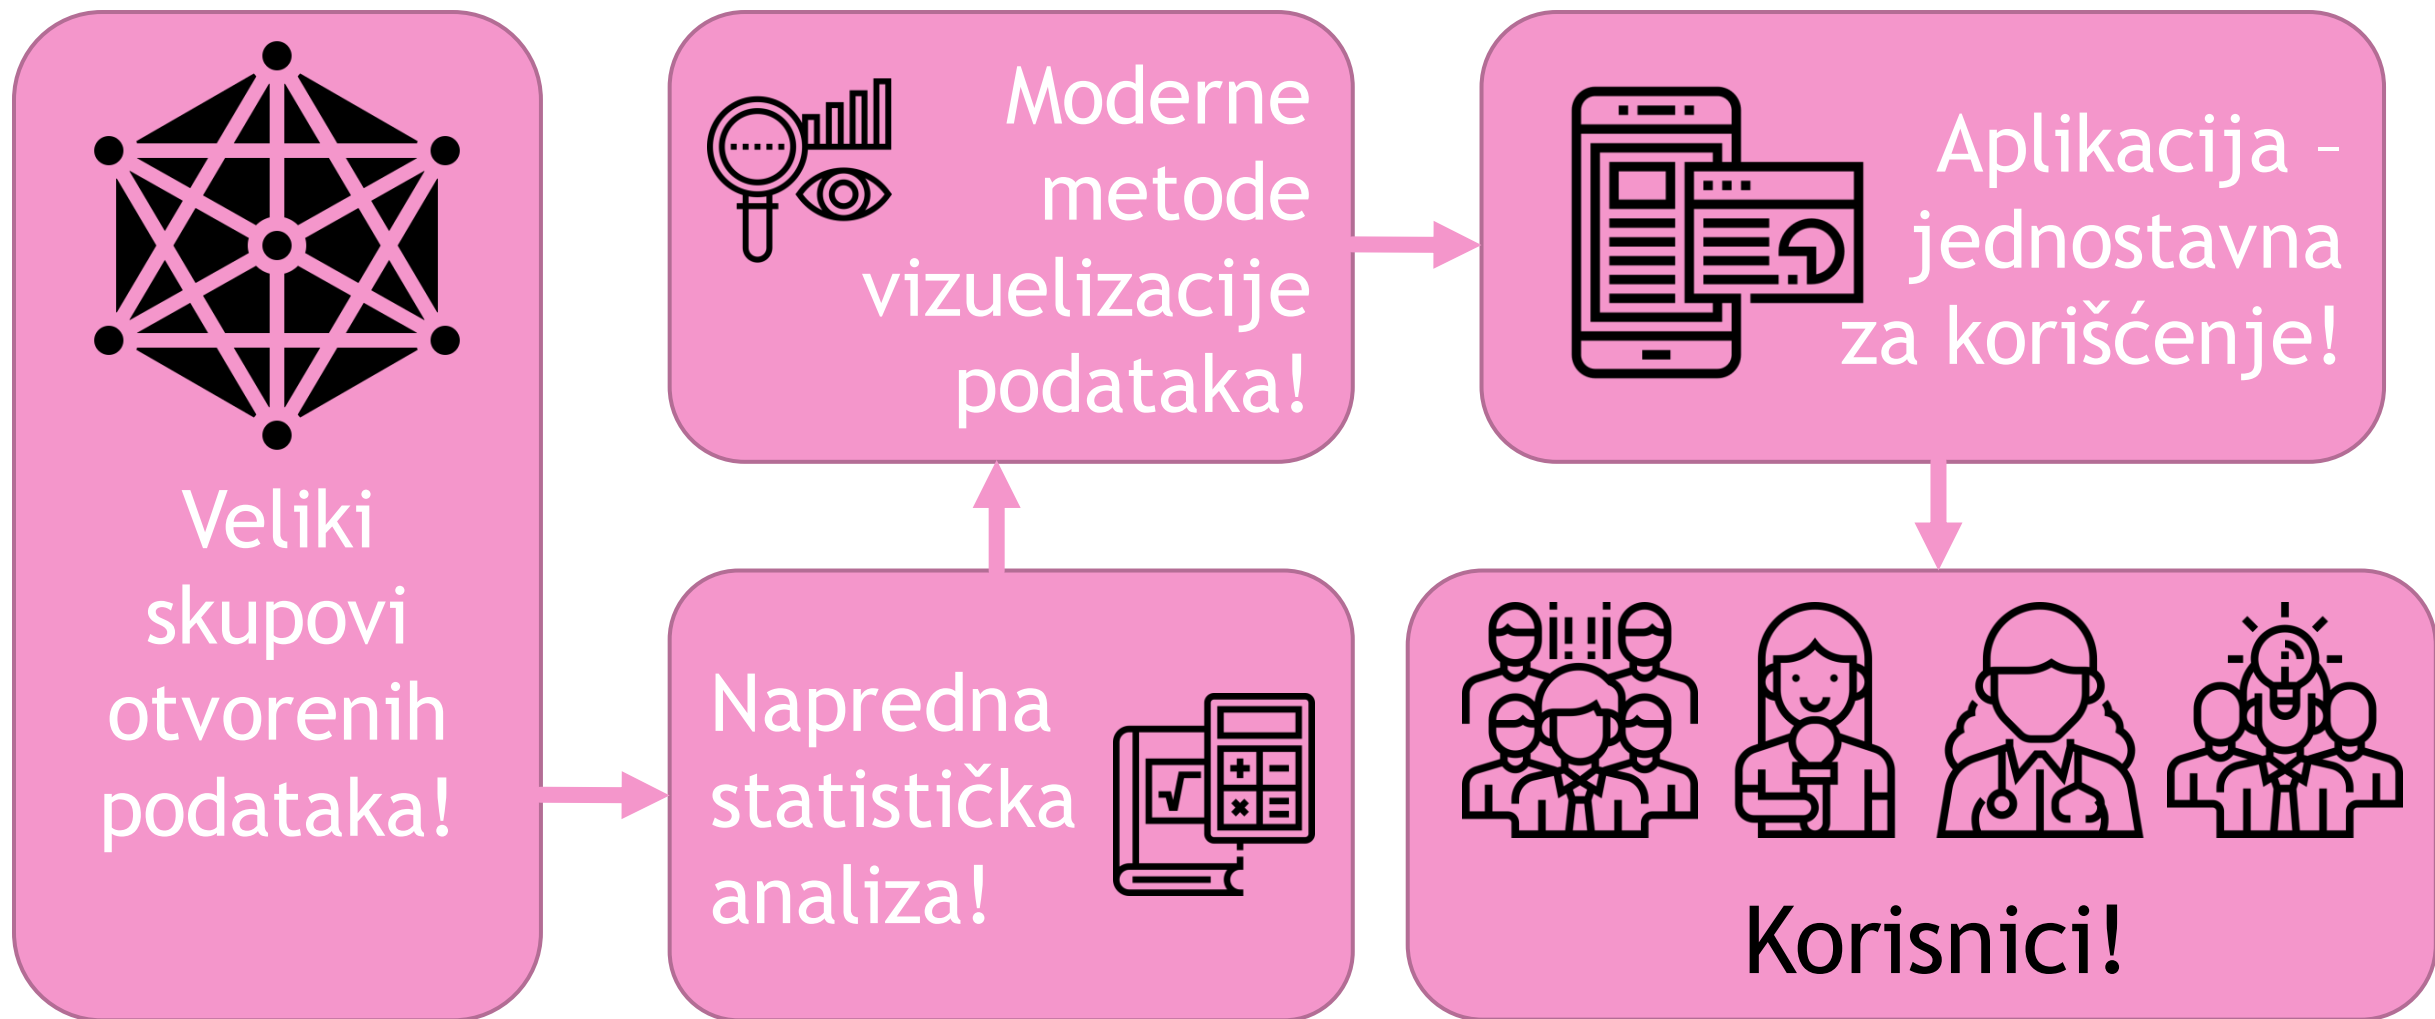 Veliki
skupovi
otvorenih
podataka!
Napredna
statistička
analiza!
Moderne
metode
vizuelizacije
podataka!
Aplikacija –
jednostavna
za korišćenje!
Korisnici!